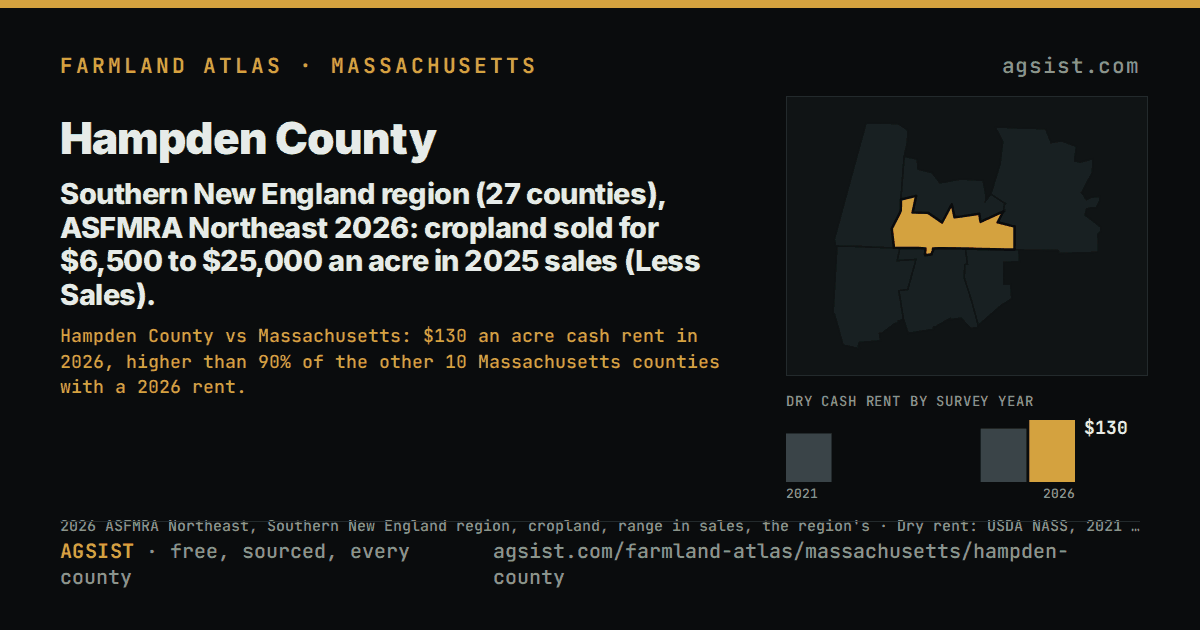 FARMLAND ATLAS · MASSACHUSETTS
agsist.com
Hampden County
Southern New England region (27 counties),
ASFMRA Northeast 2026: cropland sold for
$6,500 to $25,000 an acre in 2025 sales (Less
Sales).
Hampden County vs Massachusetts: $130 an acre cash rent in
2026, higher than 90% of the other 10 Massachusetts counties
with a 2026 rent.
DRY CASH RENT BY SURVEY YEAR
$130
2021
2026
2026 ASFMRA Northeast, Southern New England region, cropland, range in sales, the region's · Dry rent: USDA NASS, 2021 …
AGSIST · free, sourced, every
county
agsist.com/farmland-atlas/massachusetts/hampden-
county